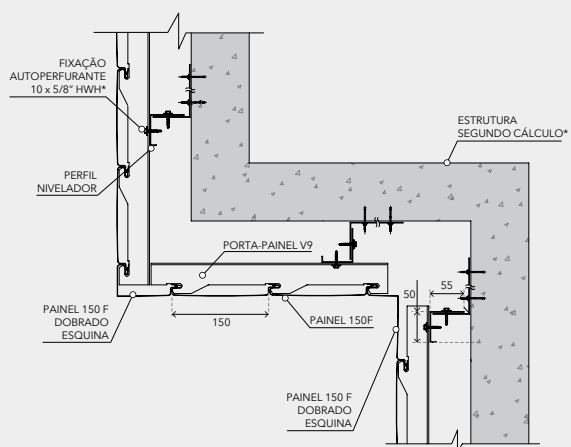 FIXAÇÃO
AUTOPERFURANTE
10 x 5/8" HWH*
PERFIL
NIVELADOR
ESTRUTURA
SEGUNDO CÁLCULO*
PORTA-PAINEL V9
PAINEL 150 F
DOBRADO
ESQUINA
150
PAINEL 150F
50
55
PAINEL 150 F
DOBRADO
ESQUINA